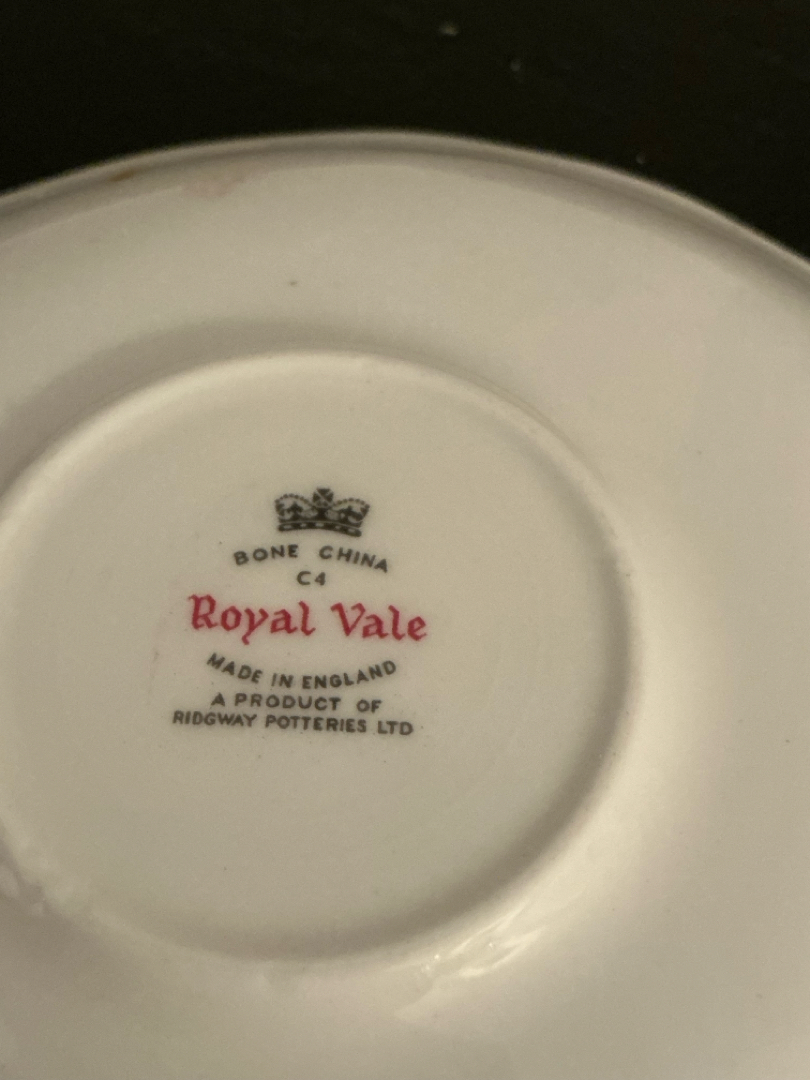 BONE CHINA
C4
Royal Vale
MADE IN ENGLAND
A PRODUCT OF
RIDGWAY POTTERIES LTD